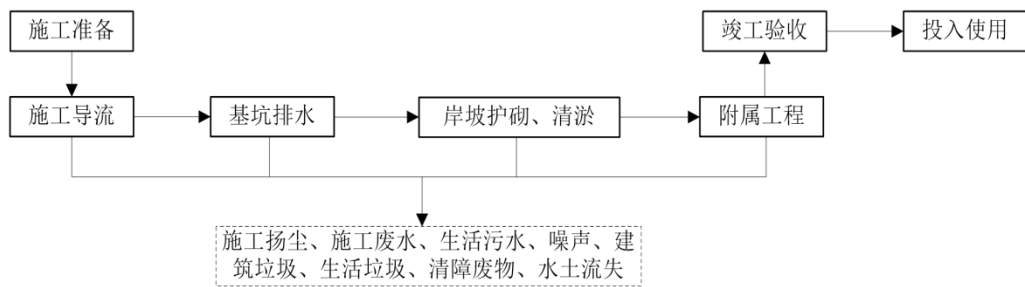 施工准备
竣工验收
投入使用
施工导流
基坑排水
岸坡护砌、清淤
附属工程
施工扬尘、施工废水、生活污水、噪声、建
筑垃圾、生活垃圾、清障废物、水土流失